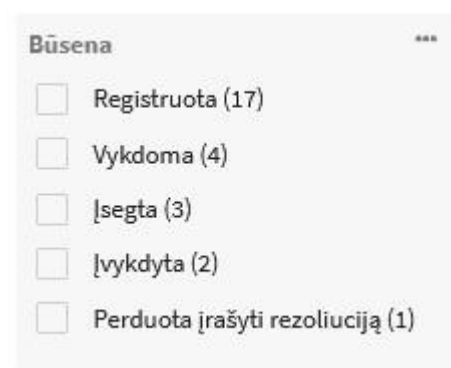 Būsena
Registruota (17)
Vykdoma (4)
Įsegta (3)
Įvykdyta (2)
Perduota įrašyti rezoliuciją (1)